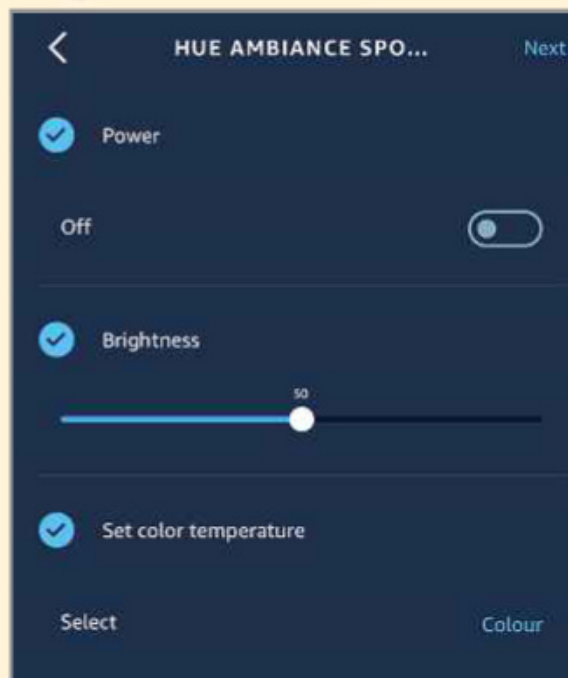 HUE AMBIANCE SPO... Next
Power
Off
Brightness
50
Set color temperature
Select Colour